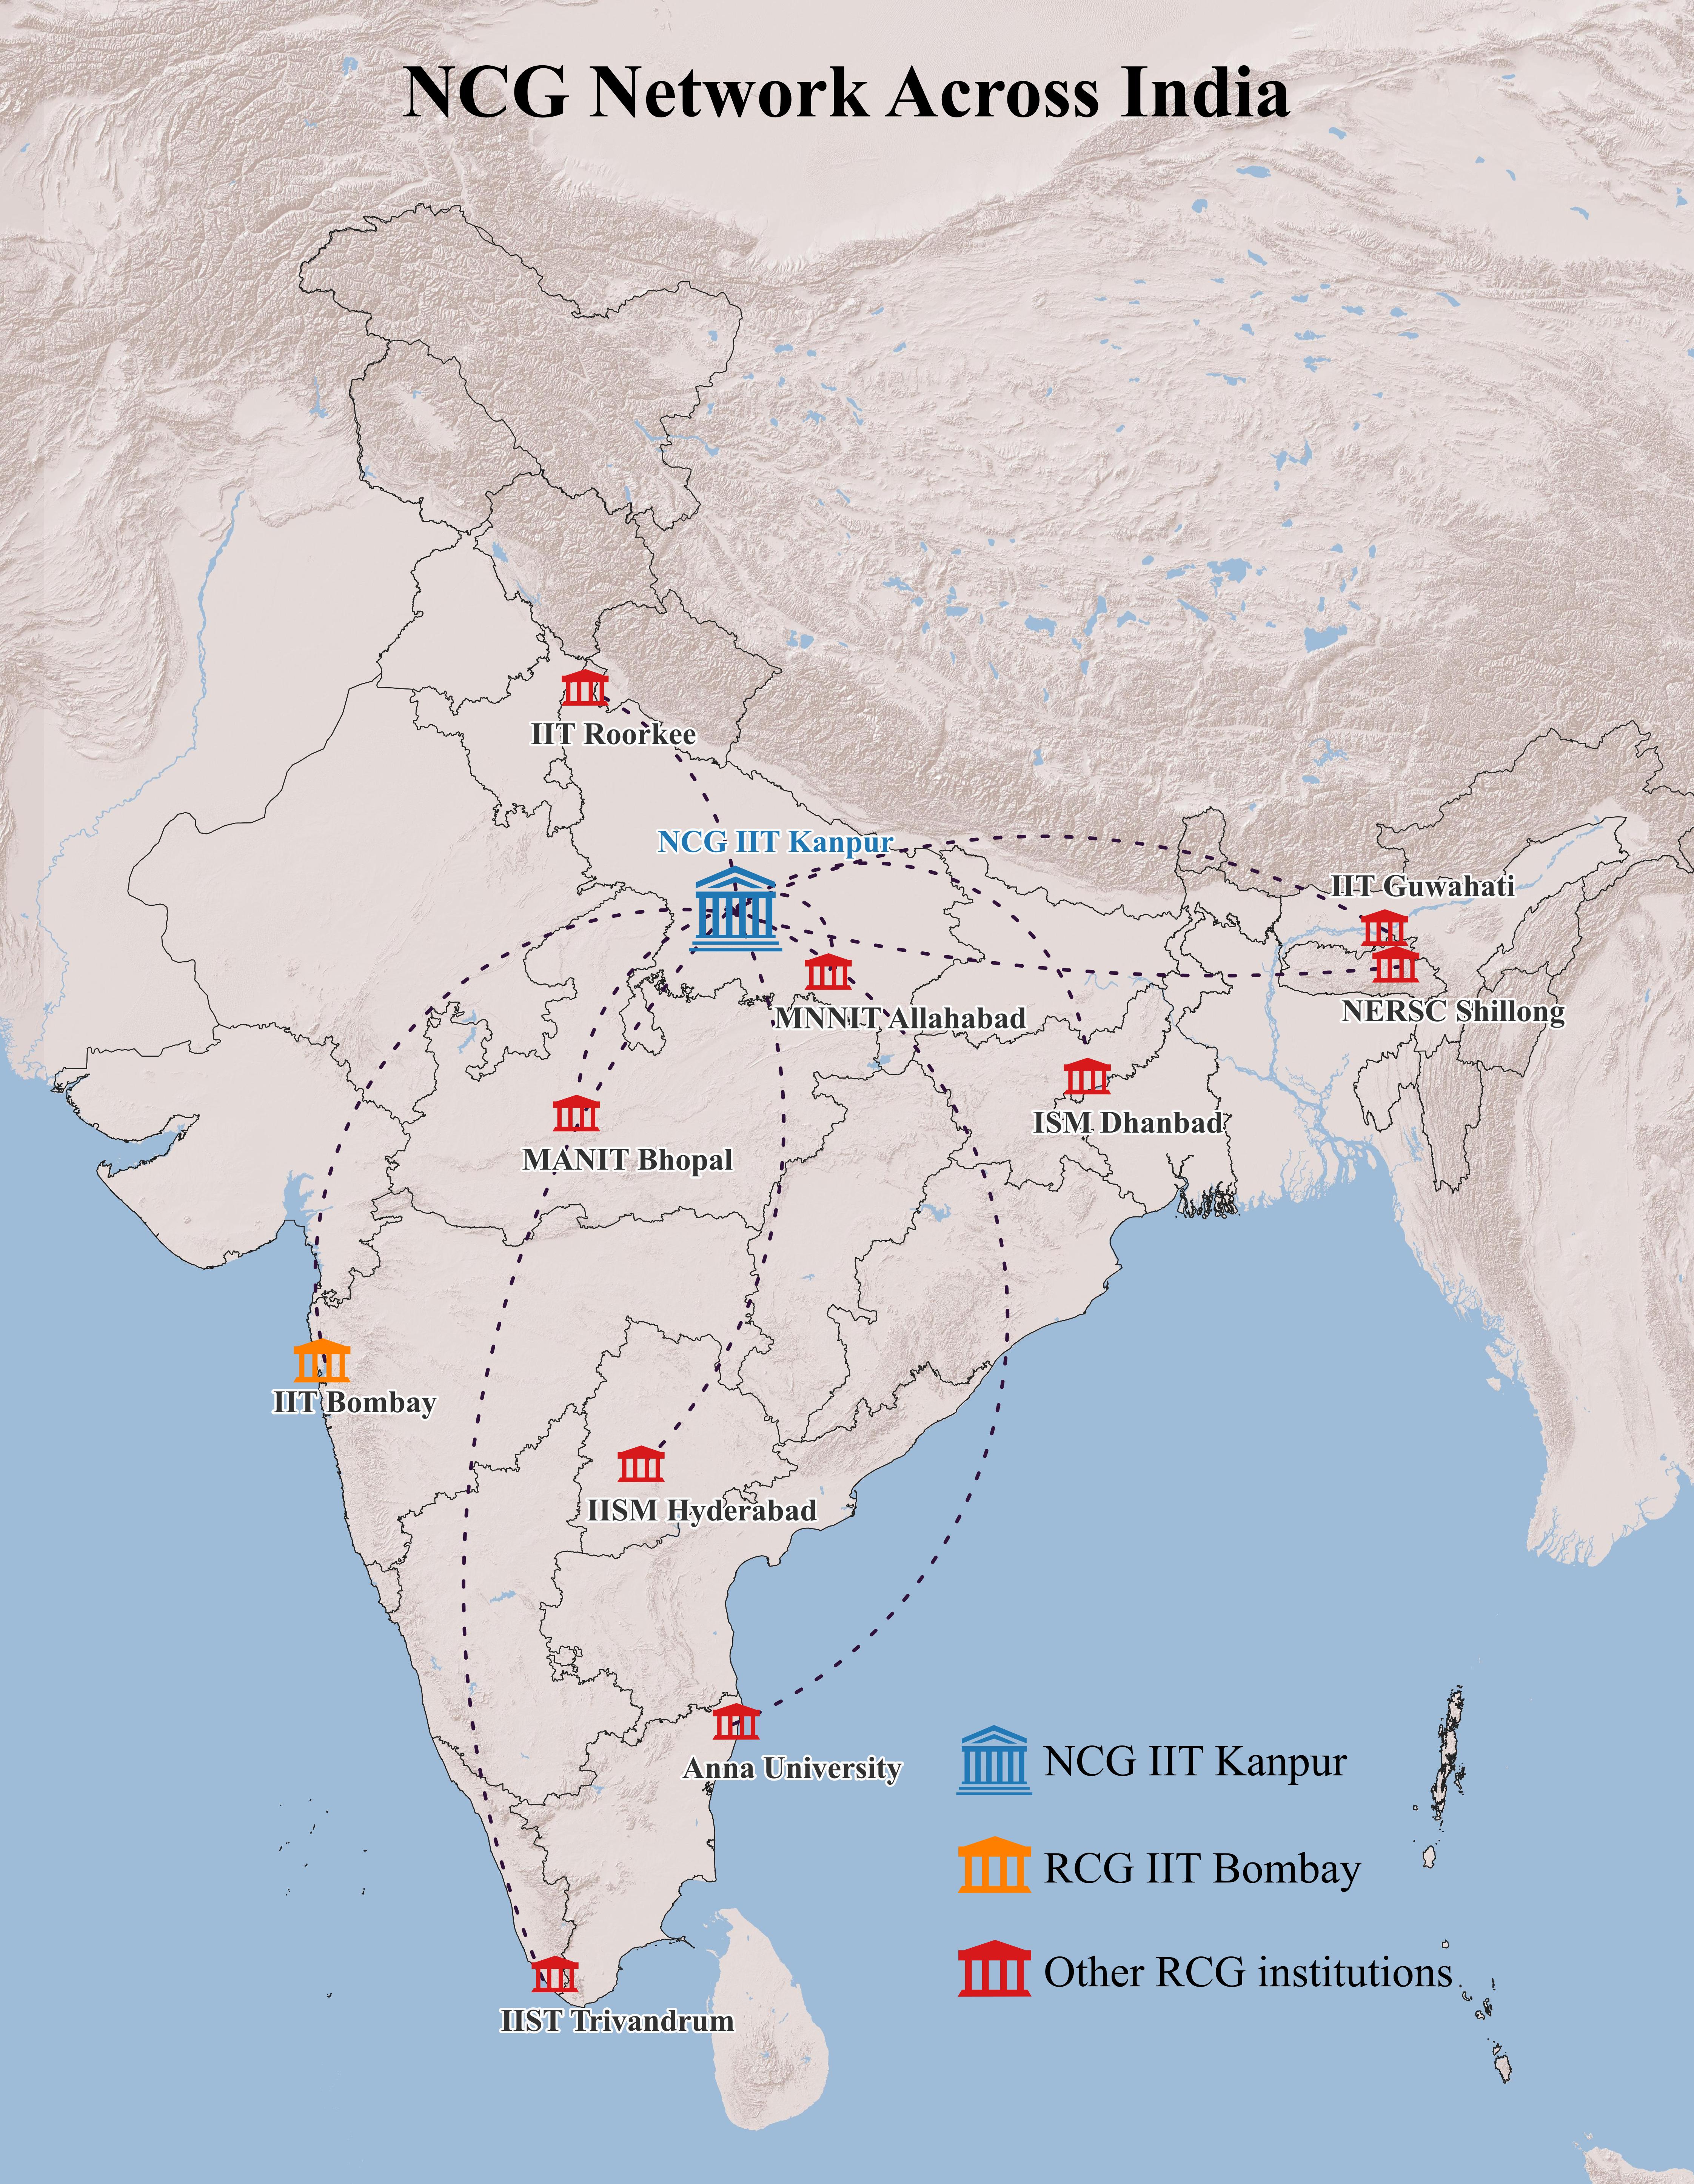 NCG Network Across India
IIT Roorkee
NCG IIT Kanpur
IIT Guwahati
NERSC Shillong
MNNIT Allahabad
ISM Dhanbad
MANIT Bhopal
IIT Bombay
IISM Hyderabad
Anna University
IIST Trivandrum
NCG IIT Kanpur
RCG IIT Bombay
Other RCG institutions